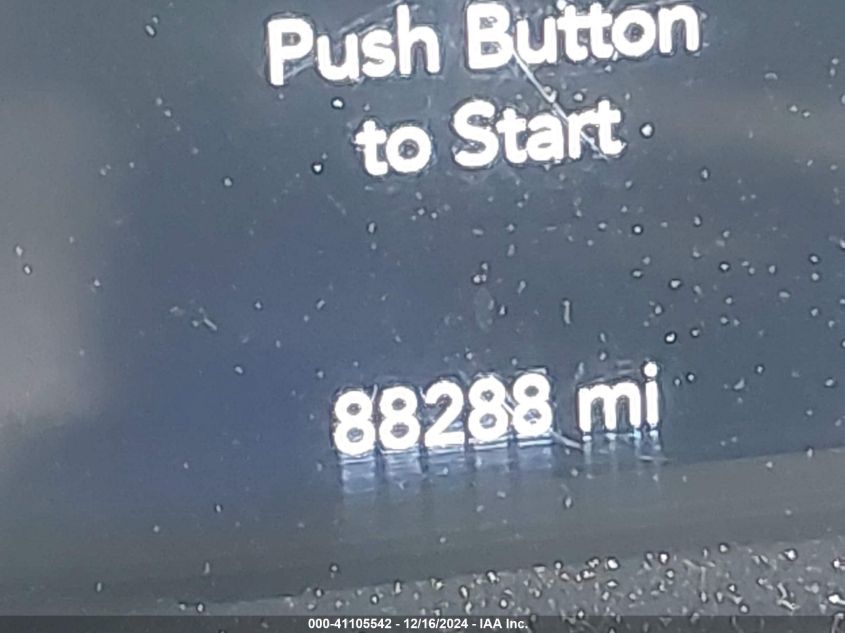 Push Button
to Start
88288 mi
000-41105542 - 12/16/2024 - IAA Inc.